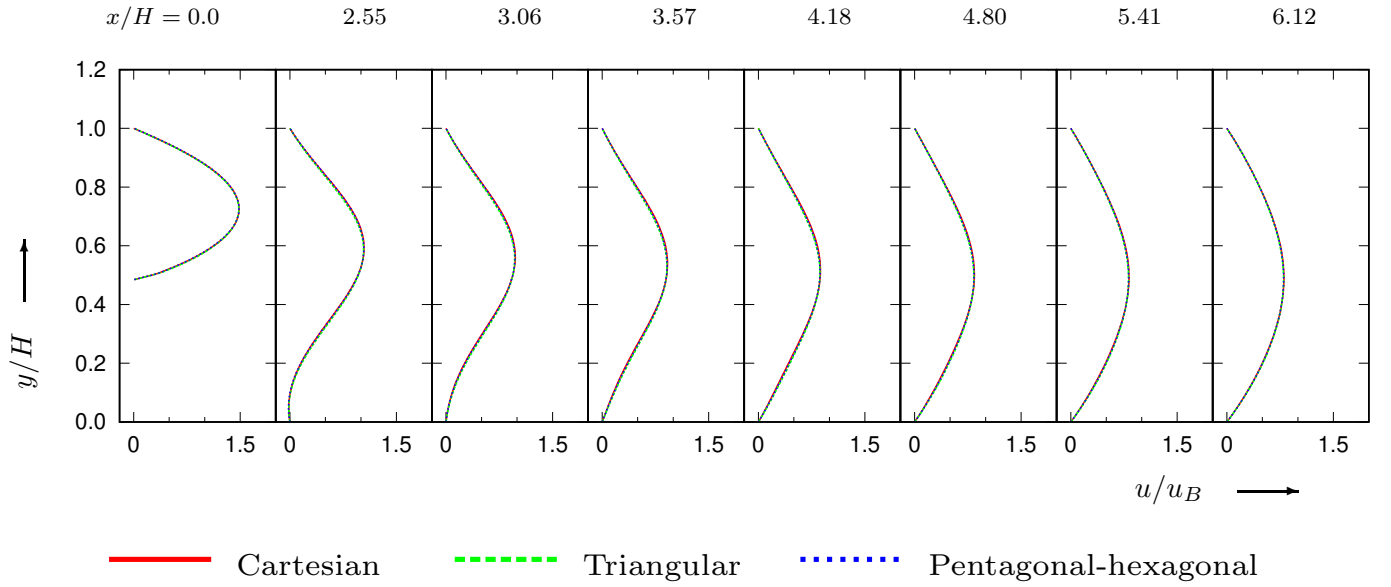 x/H = 0.0 2.55 3.06 3.57 4.18 4.80 5.41 6.12
1.2
1.0
0.8
0.6
0.4
0.2
0.0
y/H
0 1.5 0 1.5 0 1.5 0 1.5 0 1.5 0 1.5 0 1.5 0 1.5
u/u_B
Cartesian Triangular Pentagonal-hexagonal